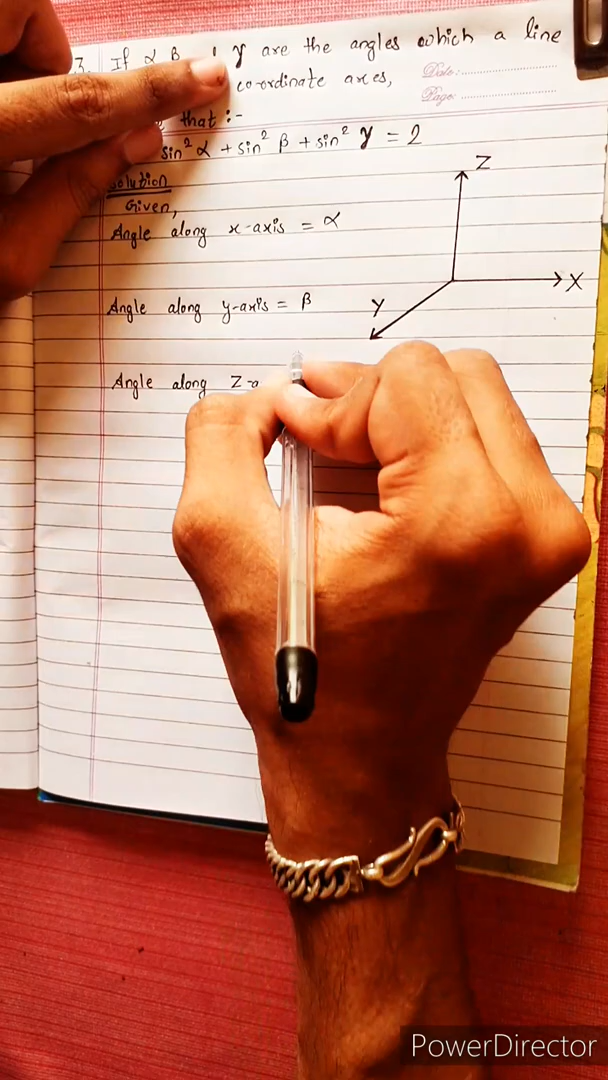 3. If α β γ are the angles which a line
co-ordinate axes,
Date:
Page:
that :-
sin² α + sin² β + sin² γ = 2
Solution
Given,
Angle along x-axis = α
Angle along y-axis = β
Angle along Z-a
Z
X
Y
PowerDirector